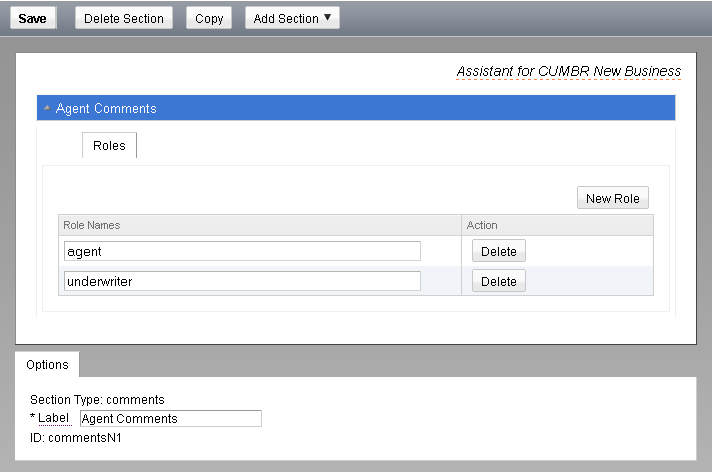 Save Delete Section Copy Add Section ▼
Assistant for CUMBR New Business
Agent Comments
Roles
New Role
Role Names Action
agent Delete
underwriter Delete
Options
Section Type: comments
* Label Agent Comments
ID: commentsN1